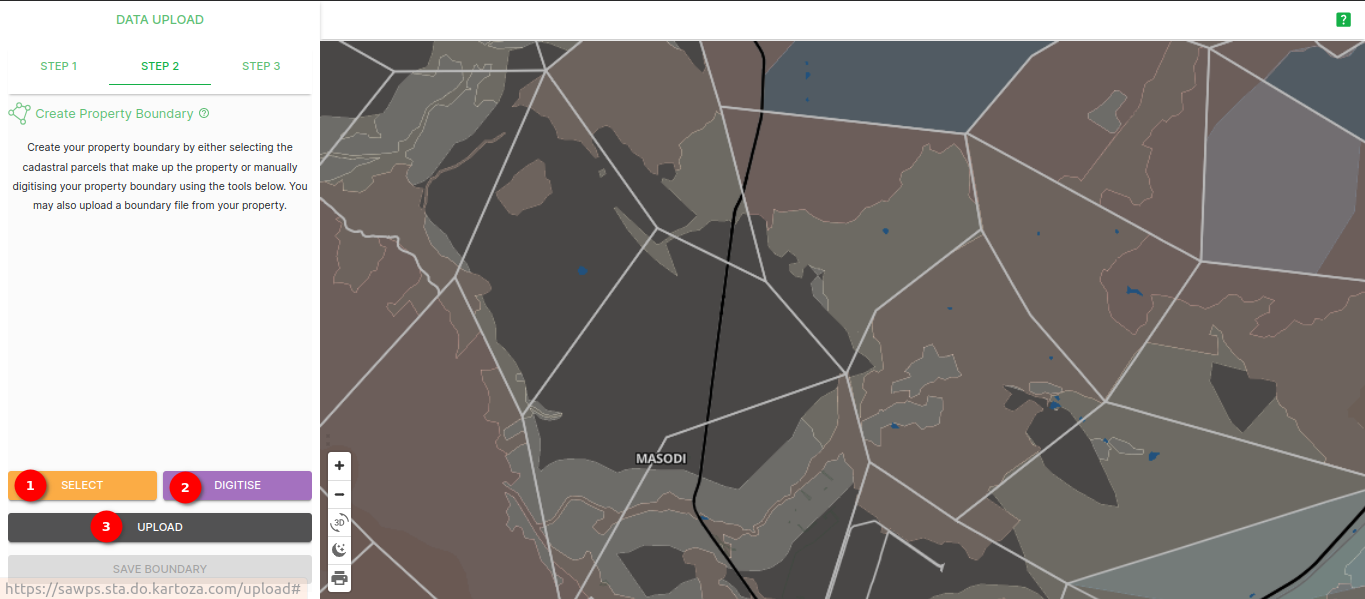 DATA UPLOAD
?
STEP 1 STEP 2 STEP 3
Create Property Boundary ?
Create your property boundary by either selecting the
cadastral parcels that make up the property or manually
digitising your property boundary using the tools below. You
may also upload a boundary file from your property.
MASODI
+
−
3D
1 SELECT
2 DIGITISE
3 UPLOAD
SAVE BOUNDARY
https://sawps.sta.do.kartoza.com/upload#